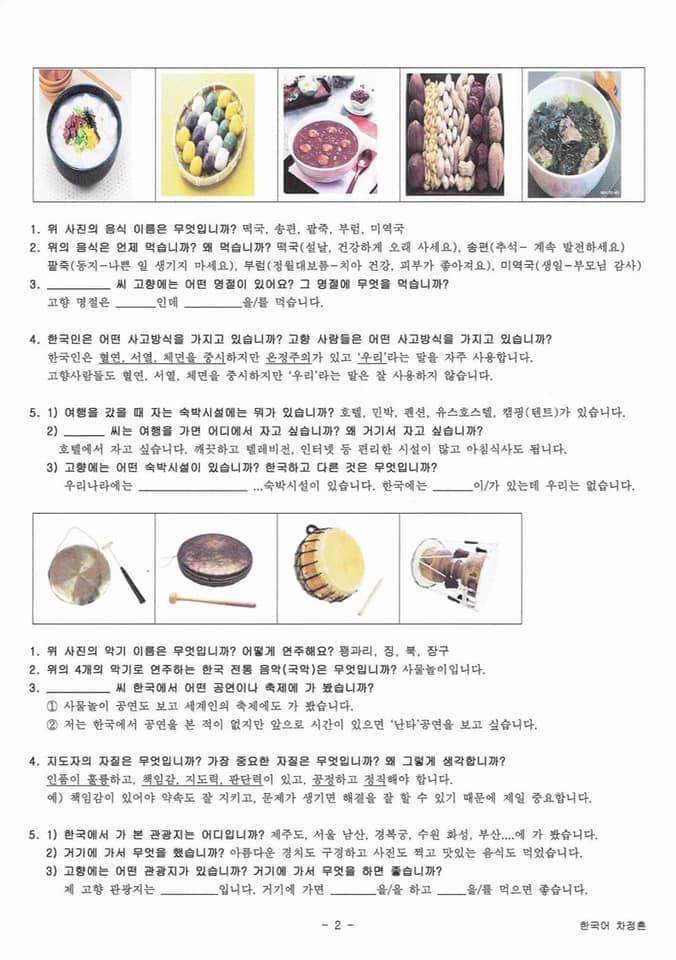 1. 위 사진의 음식 이름은 무엇입니까? 떡국, 송편, 팥죽, 부럼, 미역국
2. 위의 음식은 언제 먹습니까? 왜 먹습니까? 떡국(설날, 건강하게 오래 사세요), 송편(추석- 계속 발전하세요)
팥죽(동지-나쁜 일 생기지 마세요), 부럼(정월대보름-치아 건강, 피부가 좋아져요), 미역국(생일-부모님 감사)
3. __________ 씨 고향에는 어떤 명절이 있어요? 그 명절에 무엇을 먹습니까?
고향 명절은 ______인데 _________을/를 먹습니다.
4. 한국인은 어떤 사고방식을 가지고 있습니까? 고향 사람들은 어떤 사고방식을 가지고 있습니까?
한국인은 혈연, 서열, 체면을 중시하지만 온정주의가 있고 '우리'라는 말을 자주 사용합니다.
고향사람들도 혈연, 서열, 체면을 중시하지만 '우리'라는 말은 잘 사용하지 않습니다.
5. 1) 여행을 갔을 때 자는 숙박시설에는 뭐가 있습니까? 호텔, 민박, 펜션, 유스호스텔, 캠핑(텐트)가 있습니다.
2) ______ 씨는 여행을 가면 어디에서 자고 싶습니까? 왜 거기서 자고 싶습니까?
호텔에서 자고 싶습니다. 깨끗하고 텔레비전, 인터넷 등 편리한 시설이 많고 아침식사도 됩니다.
3) 고향에는 어떤 숙박시설이 있습니까? 한국하고 다른 것은 무엇입니까?
우리나라에는 ________________ ...숙박시설이 있습니다. 한국에는 ______이/가 있는데 우리는 없습니다.
1. 위 사진의 악기 이름은 무엇입니까? 어떻게 연주해요? 꽹과리, 징, 북, 장구
2. 위의 4개의 악기로 연주하는 한국 전통 음악(국악)은 무엇입니까? 사물놀이입니다.
3. __________ 씨 한국에서 어떤 공연이나 축제에 가 봤습니까?
① 사물놀이 공연도 보고 세계인의 축제에도 가 봤습니다.
② 저는 한국에서 공연을 본 적이 없지만 앞으로 시간이 있으면 '난타'공연을 보고 싶습니다.
4. 지도자의 자질은 무엇입니까? 가장 중요한 자질은 무엇입니까? 왜 그렇게 생각합니까?
인품이 훌륭하고, 책임감, 지도력, 판단력이 있고, 공정하고 정직해야 합니다.
예) 책임감이 있어야 약속도 잘 지키고, 문제가 생기면 해결을 잘 할 수 있기 때문에 제일 중요합니다.
5. 1) 한국에서 가 본 관광지는 어디입니까? 제주도, 서울 남산, 경복궁, 수원 화성, 부산....에 가 봤습니다.
2) 거기에 가서 무엇을 했습니까? 아름다운 경치도 구경하고 사진도 찍고 맛있는 음식도 먹었습니다.
3) 고향에는 어떤 관광지가 있습니까? 거기에 가서 무엇을 하면 좋습니까?
제 고향 관광지는 _________입니다. 거기에 가면 _______을/을 하고 ____을/를 먹으면 좋습니다.
- 2 -
한국어 차정흔